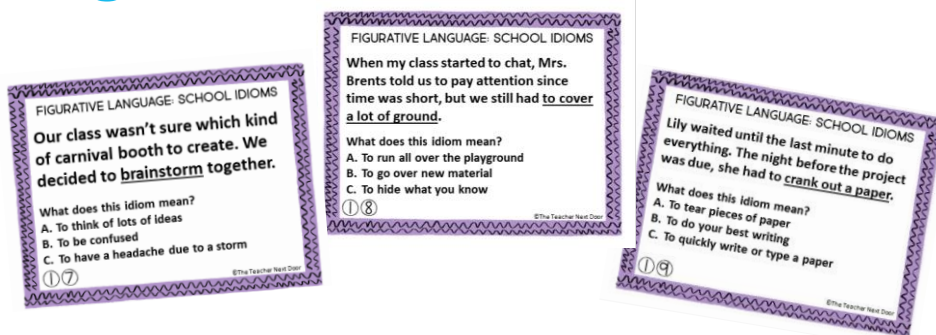 FIGURATIVE LANGUAGE: SCHOOL IDIOMS
Our class wasn't sure which kind
of carnival booth to create. We
decided to brainstorm together.
What does this idiom mean?
A. To think of lots of ideas
B. To be confused
C. To have a headache due to a storm
17
©The Teacher Next Door
FIGURATIVE LANGUAGE: SCHOOL IDIOMS
When my class started to chat, Mrs.
Brents told us to pay attention since
time was short, but we still had to cover
a lot of ground.
What does this idiom mean?
A. To run all over the playground
B. To go over new material
C. To hide what you know
18
©The Teacher Next Door
FIGURATIVE LANGUAGE: SCHOOL IDIOMS
Lily waited until the last minute to do
everything. The night before the project
was due, she had to crank out a paper.
What does this idiom mean?
A. To tear pieces of paper
B. To do your best writing
C. To quickly write or type a paper
19
©The Teacher Next Door